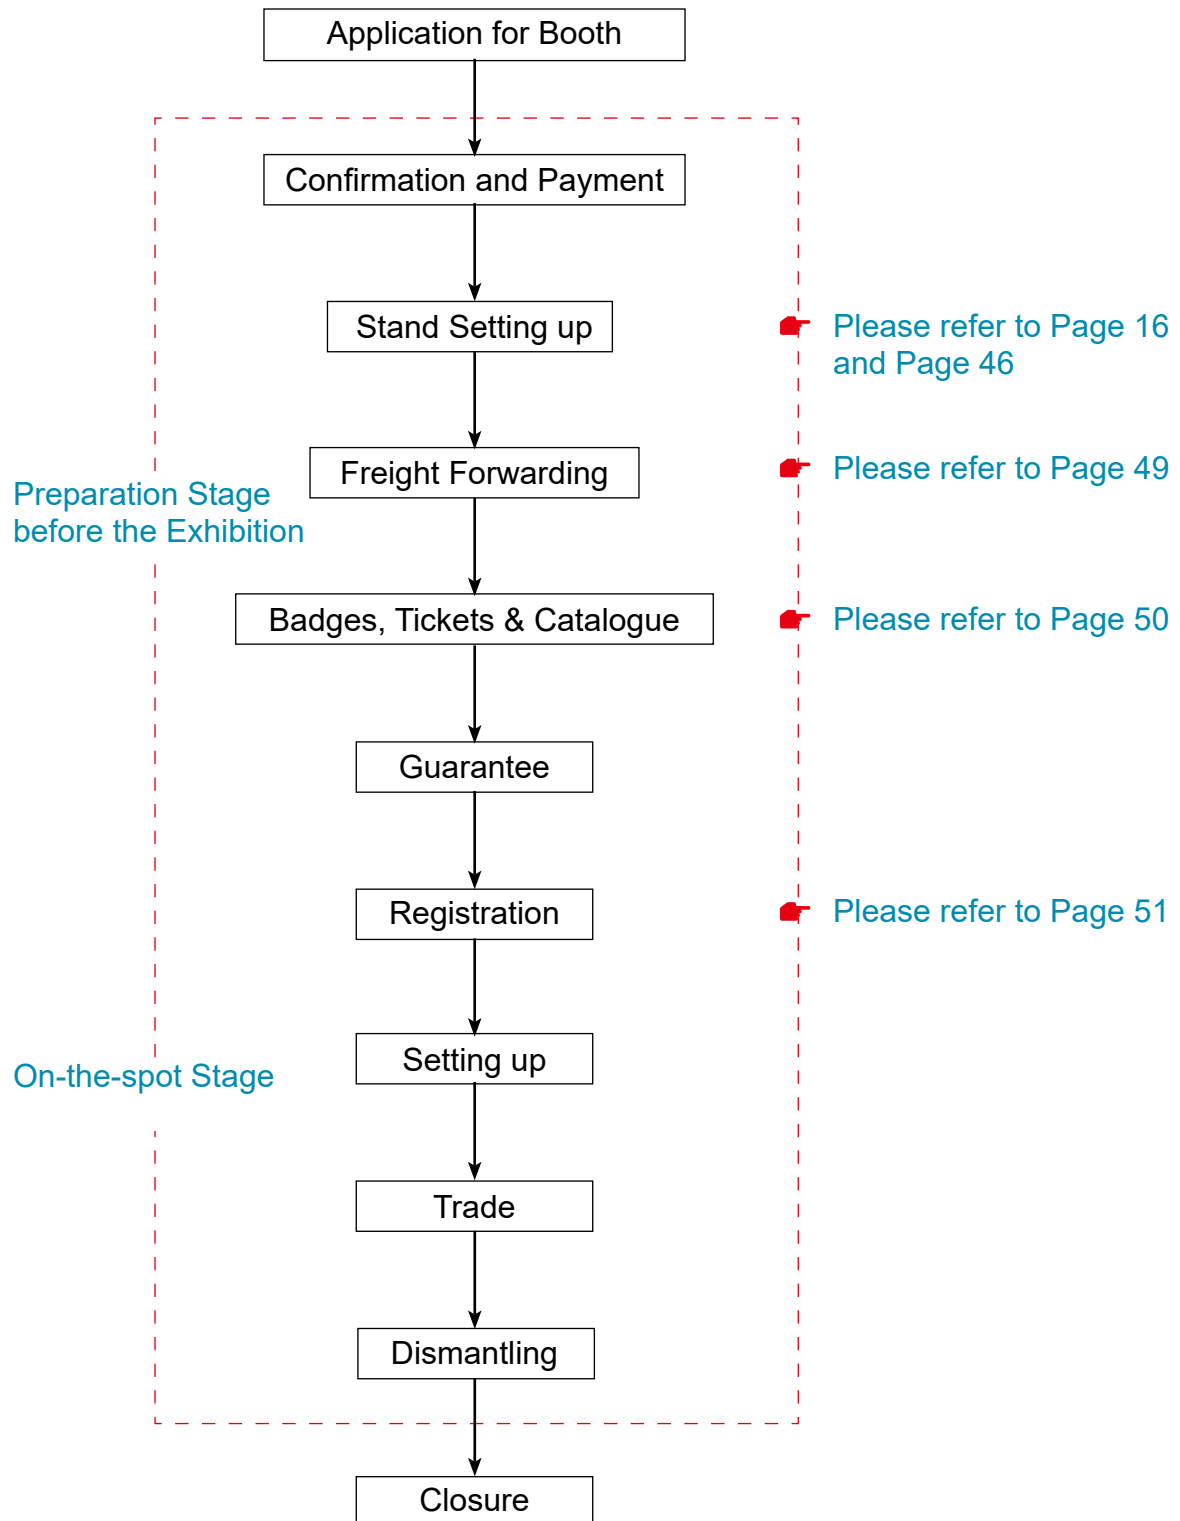 Application for Booth
Confirmation and Payment
Stand Setting up
Please refer to Page 16
and Page 46
Freight Forwarding
Please refer to Page 49
Preparation Stage
before the Exhibition
Badges, Tickets & Catalogue
Please refer to Page 50
Guarantee
Registration
Please refer to Page 51
Setting up
On-the-spot Stage
Trade
Dismantling
Closure